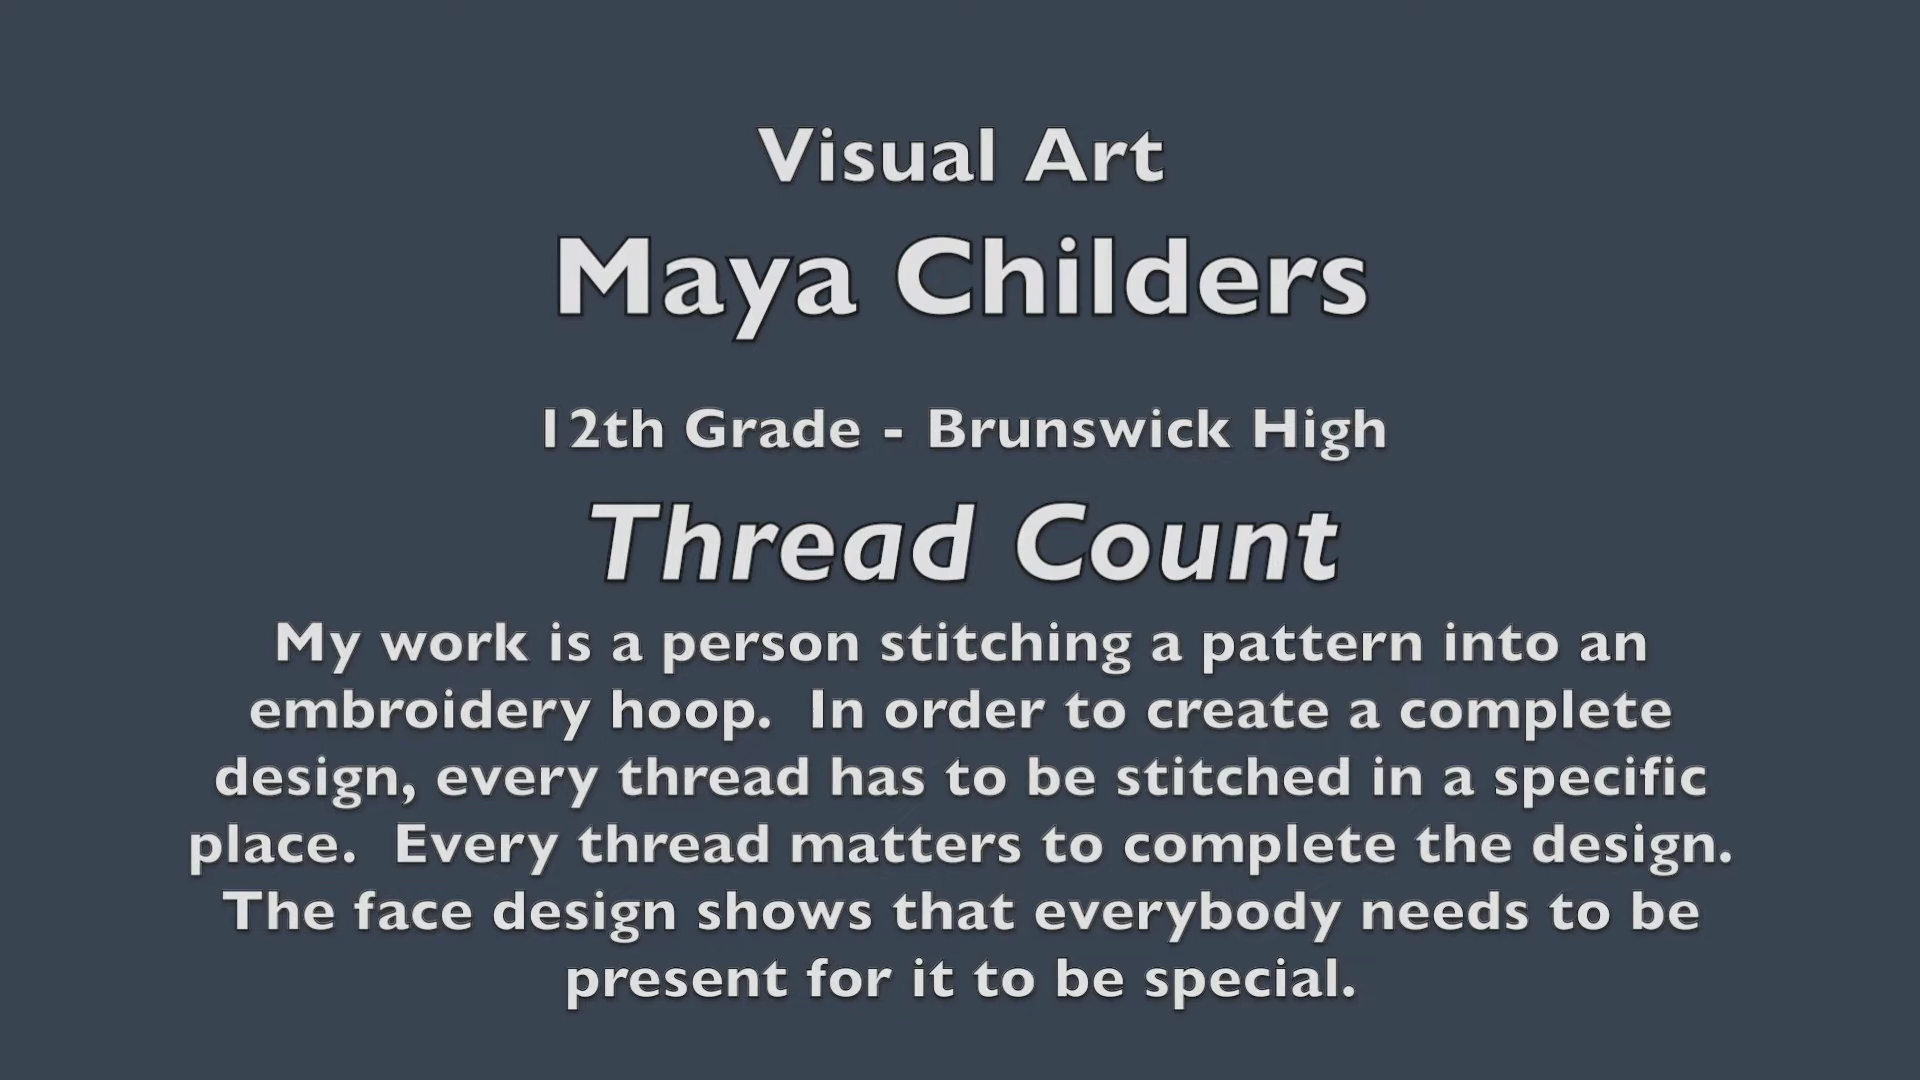 Visual Art
Maya Childers
12th Grade - Brunswick High
Thread Count
My work is a person stitching a pattern into an
embroidery hoop.  In order to create a complete
design, every thread has to be stitched in a specific
place.  Every thread matters to complete the design.
The face design shows that everybody needs to be
present for it to be special.